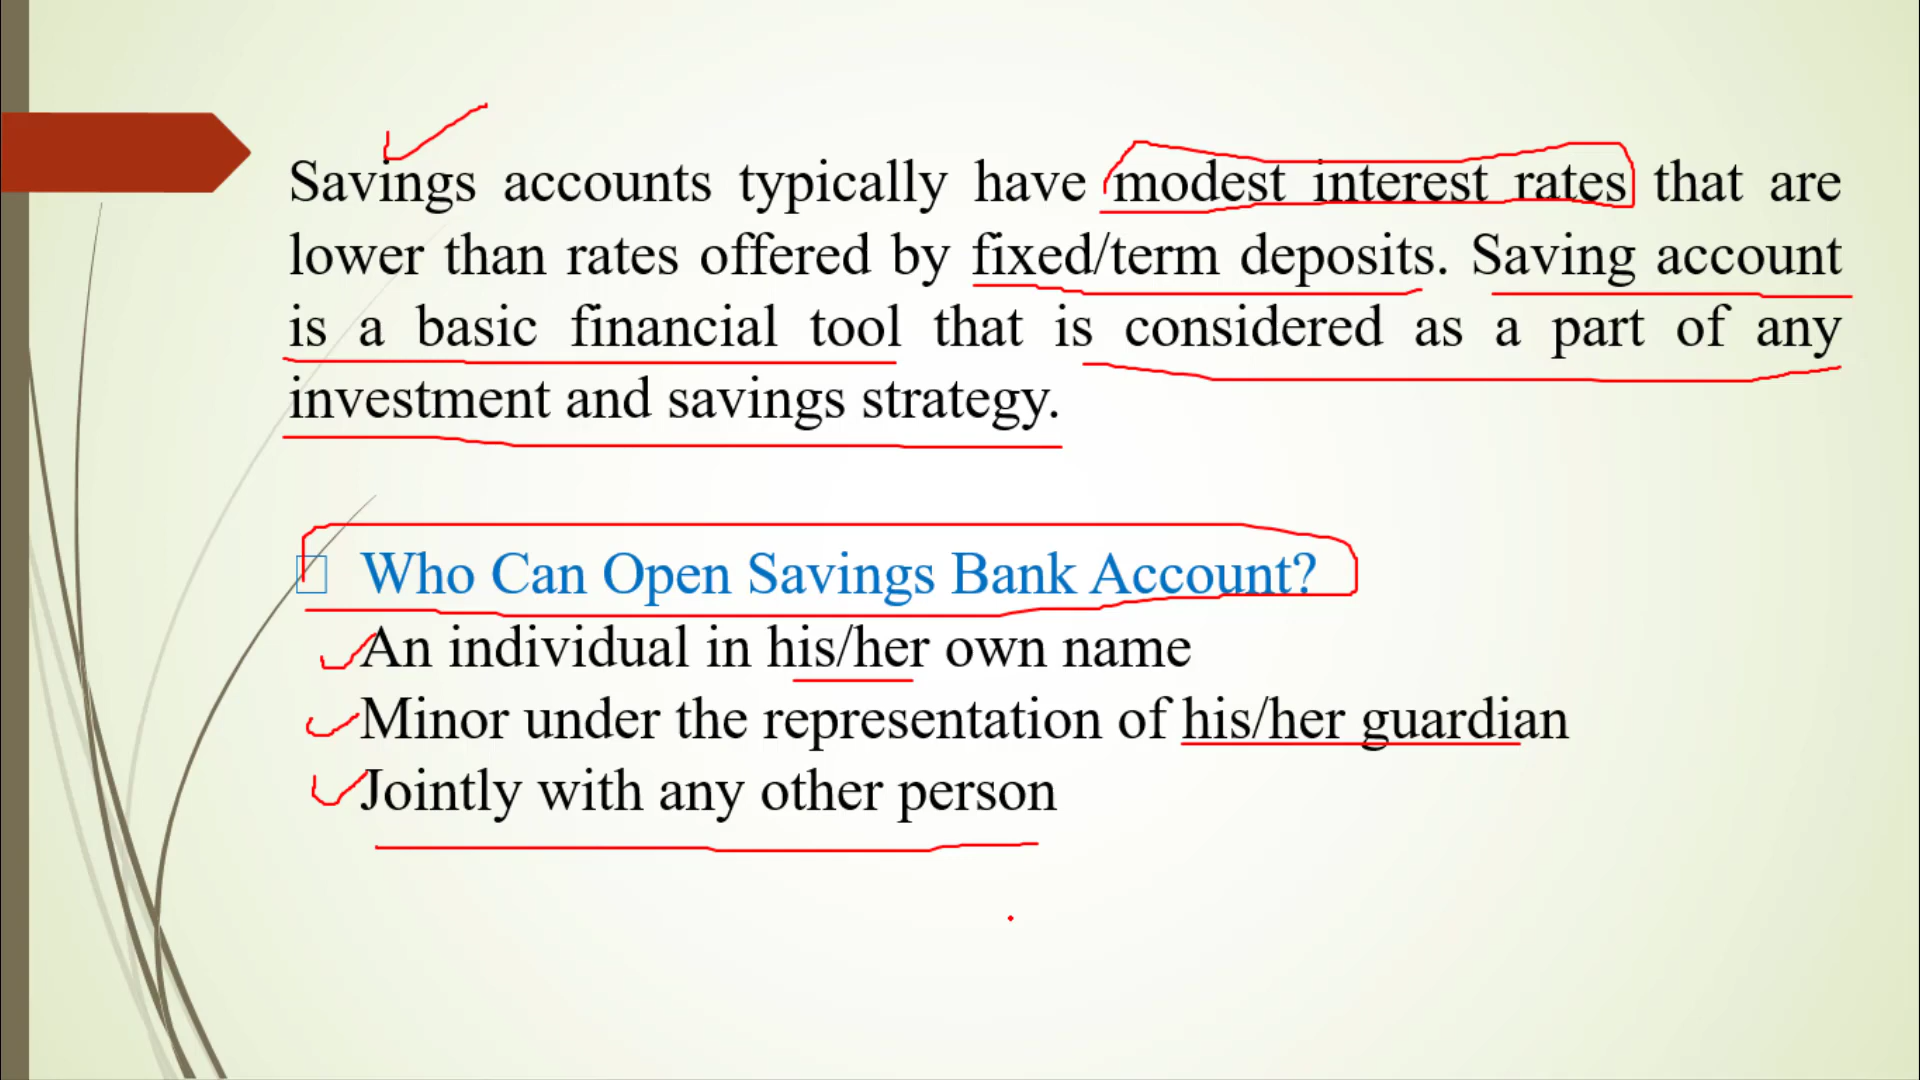 Savings accounts typically have modest interest rates that are
lower than rates offered by fixed/term deposits. Saving account
is a basic financial tool that is considered as a part of any
investment and savings strategy.
Who Can Open Savings Bank Account?
An individual in his/her own name
Minor under the representation of his/her guardian
Jointly with any other person